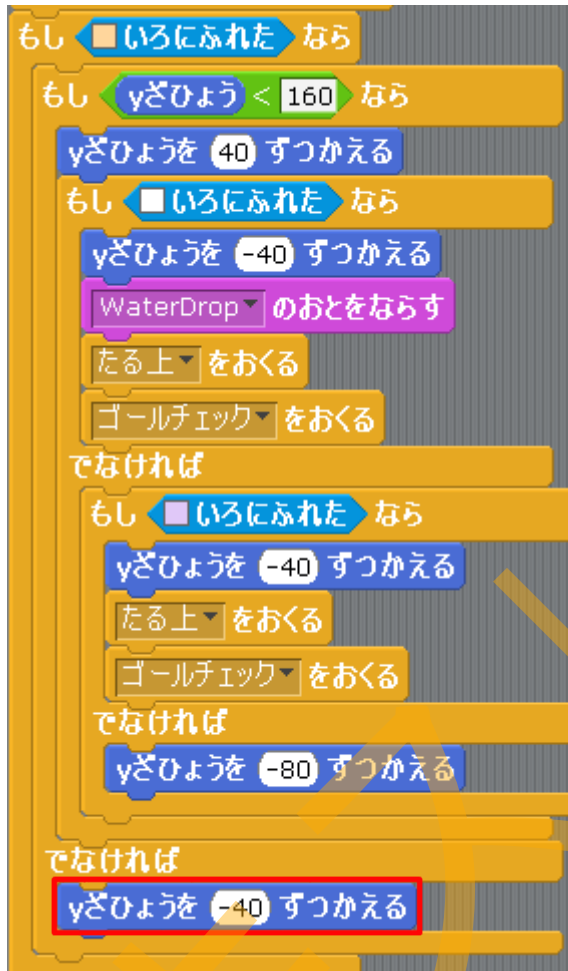 もし いろにふれた なら
もし yざひょう < 160 なら
yざひょうを 40 ずつかえる
もし いろにふれた なら
yざひょうを -40 ずつかえる
WaterDrop のおとをならす
たる上 をおくる
ゴールチェック をおくる
でなければ
もし いろにふれた なら
yざひょうを -40 ずつかえる
たる上 をおくる
ゴールチェック をおくる
でなければ
yざひょうを -80 ずつかえる
でなければ
yざひょうを -40 ずつかえる